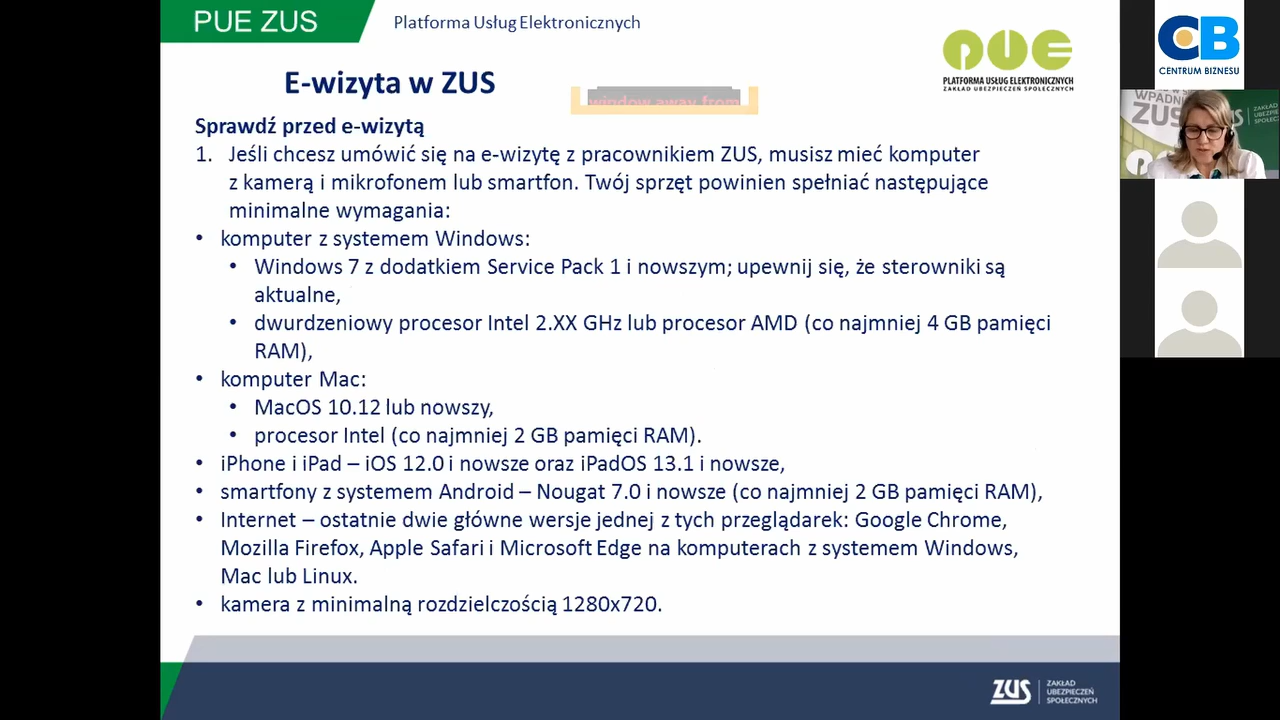 PUE ZUS
Platforma Usług Elektronicznych
PUE
PLATFORMA USŁUG ELEKTRONICZNYCH
ZAKŁAD UBEZPIECZEŃ SPOŁECZNYCH
E-wizyta w ZUS
window away from
Sprawdź przed e-wizytą
1. Jeśli chcesz umówić się na e-wizytę z pracownikiem ZUS, musisz mieć komputer
z kamerą i mikrofonem lub smartfon. Twój sprzęt powinien spełniać następujące
minimalne wymagania:
• komputer z systemem Windows:
• Windows 7 z dodatkiem Service Pack 1 i nowszym; upewnij się, że sterowniki są
aktualne,
• dwurdzeniowy procesor Intel 2.XX GHz lub procesor AMD (co najmniej 4 GB pamięci
RAM),
• komputer Mac:
• MacOS 10.12 lub nowszy,
• procesor Intel (co najmniej 2 GB pamięci RAM).
• iPhone i iPad – iOS 12.0 i nowsze oraz iPadOS 13.1 i nowsze,
• smartfony z systemem Android – Nougat 7.0 i nowsze (co najmniej 2 GB pamięci RAM),
• Internet – ostatnie dwie główne wersje jednej z tych przeglądarek: Google Chrome,
Mozilla Firefox, Apple Safari i Microsoft Edge na komputerach z systemem Windows,
Mac lub Linux.
• kamera z minimalną rozdzielczością 1280x720.
ZUS
ZAKŁAD
UBEZPIECZEŃ
SPOŁECZNYCH
CB
CENTRUM BIZNESU
WPADNIJ
ZUS